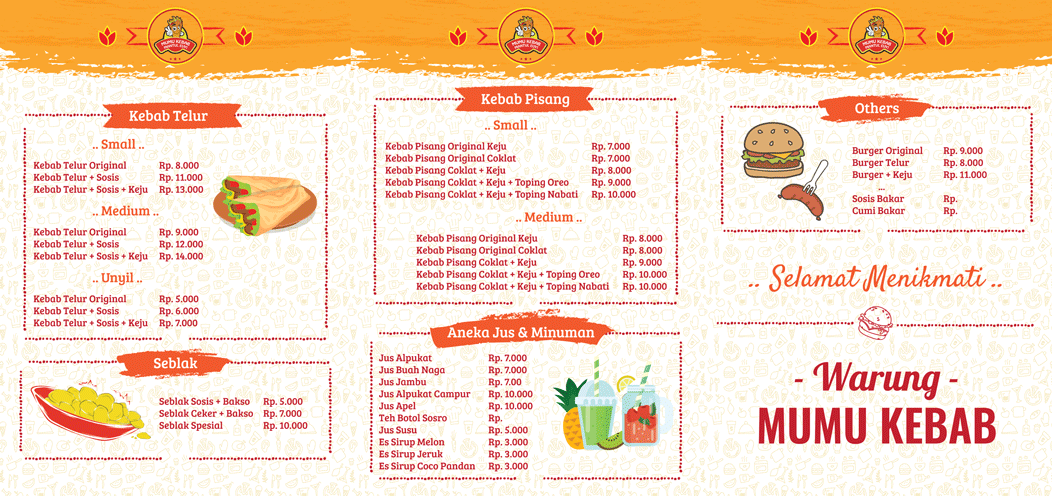 MUMU KEBAB
Kebab Telur
.. Small ..
Kebab Telur Original Rp. 8.000
Kebab Telur + Sosis Rp. 11.000
Kebab Telur + Sosis + Keju Rp. 13.000
.. Medium ..
Kebab Telur Original Rp. 9.000
Kebab Telur + Sosis Rp. 12.000
Kebab Telur + Sosis + Keju Rp. 14.000
.. Unyil ..
Kebab Telur Original Rp. 5.000
Kebab Telur + Sosis Rp. 6.000
Kebab Telur + Sosis + Keju Rp. 7.000
Seblak
Seblak Sosis + Bakso Rp. 5.000
Seblak Ceker + Bakso Rp. 7.000
Seblak Spesial Rp. 10.000
MUMU KEBAB
Kebab Pisang
.. Small ..
Kebab Pisang Original Keju Rp. 7.000
Kebab Pisang Original Coklat Rp. 7.000
Kebab Pisang Coklat + Keju Rp. 8.000
Kebab Pisang Coklat + Keju + Toping Oreo Rp. 9.000
Kebab Pisang Coklat + Keju + Toping Nabati Rp. 10.000
.. Medium ..
Kebab Pisang Original Keju Rp. 8.000
Kebab Pisang Original Coklat Rp. 8.000
Kebab Pisang Coklat + Keju Rp. 9.000
Kebab Pisang Coklat + Keju + Toping Oreo Rp. 10.000
Kebab Pisang Coklat + Keju + Toping Nabati Rp. 10.000
Aneka Jus & Minuman
Jus Alpukat Rp. 7.000
Jus Buah Naga Rp. 7.000
Jus Jambu Rp. 7.00
Jus Alpukat Campur Rp. 10.000
Jus Apel Rp. 10.000
Teh Botol Sosro Rp.
Jus Susu Rp. 5.000
Es Sirup Melon Rp. 3.000
Es Sirup Jeruk Rp. 3.000
Es Sirup Coco Pandan Rp. 3.000
MUMU KEBAB
Others
Burger Original Rp. 9.000
Burger Telur Rp. 8.000
Burger + Keju Rp. 11.000
...
Sosis Bakar Rp.
Cumi Bakar Rp.
.. Selamat Menikmati ..
- Warung -
MUMU KEBAB